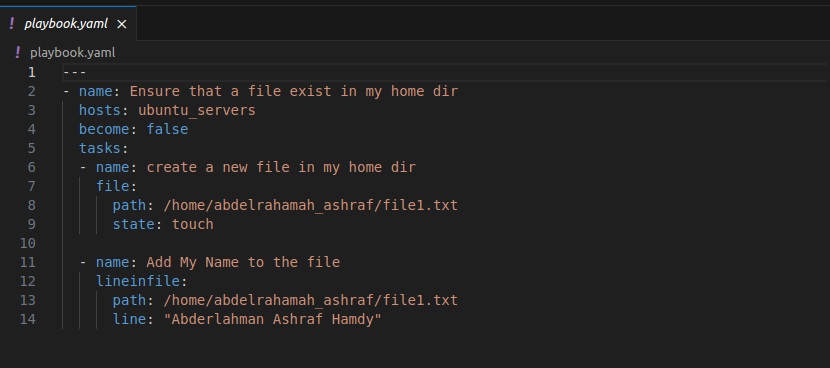 ! playbook.yaml ×
! playbook.yaml
1 ---
2 - name: Ensure that a file exist in my home dir
3   hosts: ubuntu_servers
4   become: false
5   tasks:
6   - name: create a new file in my home dir
7     file:
8       path: /home/abdelrahamah_ashraf/file1.txt
9       state: touch
10
11   - name: Add My Name to the file
12     lineinfile:
13       path: /home/abdelrahamah_ashraf/file1.txt
14       line: "Abderlahman Ashraf Hamdy"